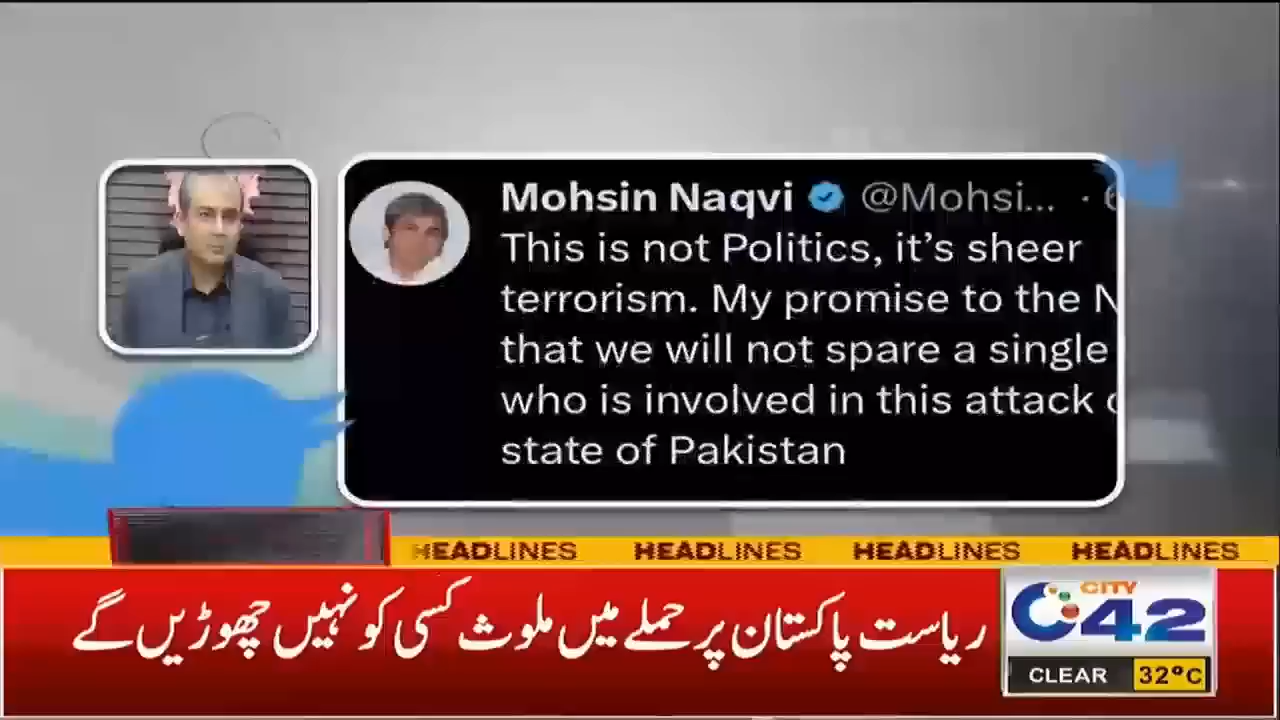 Mohsin Naqvi @Mohsi... ·
This is not Politics, it's sheer
terrorism. My promise to the
that we will not spare a single
who is involved in this attack
state of Pakistan
HEADLINES HEADLINES HEADLINES HEADLINES
ریاست پاکستان پر حملے میں ملوث کسی کو نہیں چھوڑیں گے
CITY
42
CLEAR 32°C